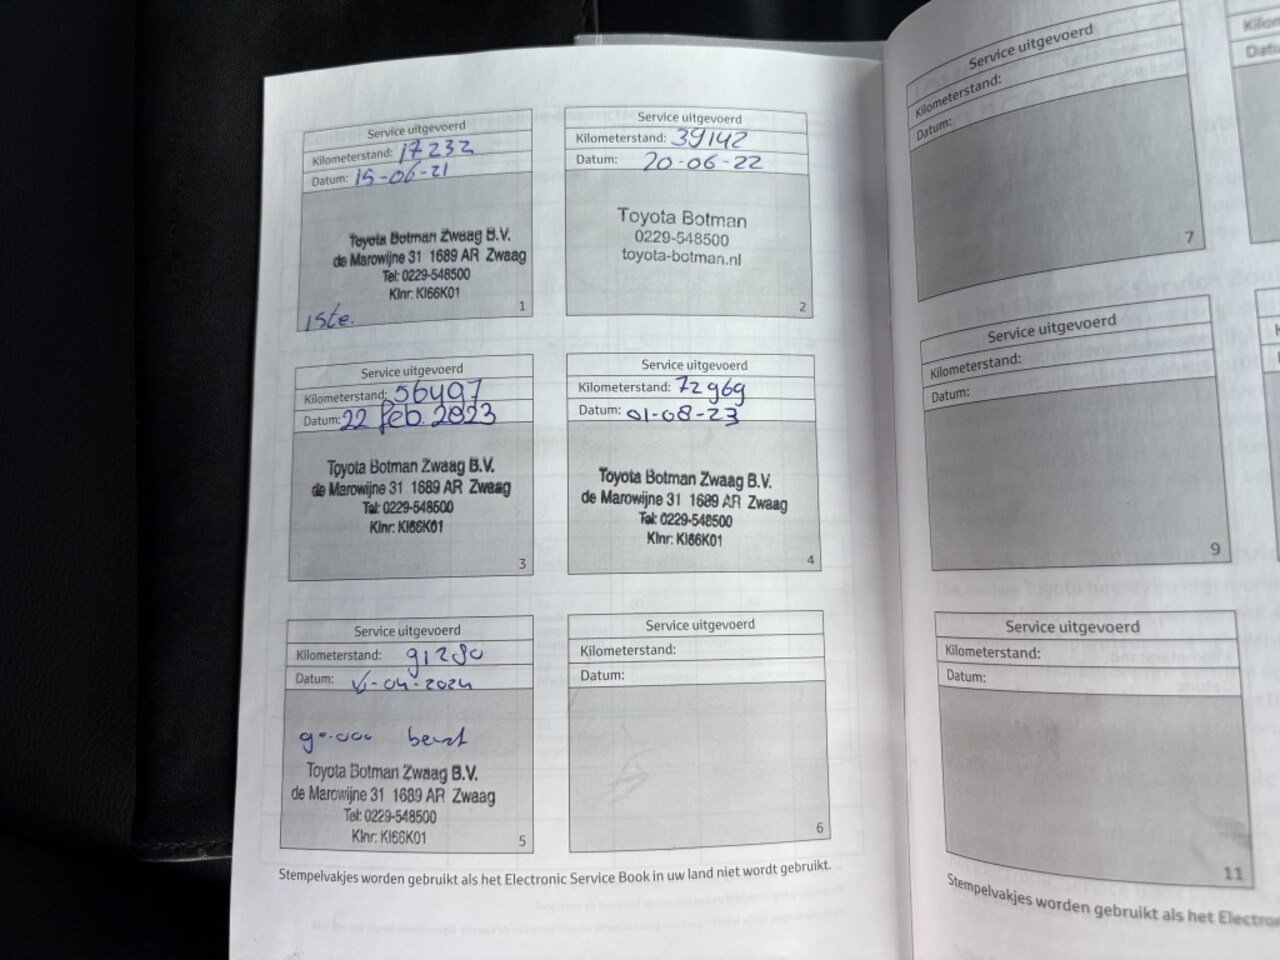 Service uitgevoerd
Kilometerstand: 17232
Datum: 15-06-21
Toyota Botman Zwaag B.V.
de Marowijne 31 1689 AR Zwaag
Tel: 0229-548500
Klnr: KI66K01
1ste.
1
Service uitgevoerd
Kilometerstand: 39142
Datum: 20-06-22
Toyota Botman
0229-548500
toyota-botman.nl
2
Service uitgevoerd
Kilometerstand: 56497
Datum: 22 feb. 2023
Toyota Botman Zwaag B.V.
de Marowijne 31 1689 AR Zwaag
Tel: 0229-548500
Klnr: KI66K01
3
Service uitgevoerd
Kilometerstand: 72969
Datum: 01-08-23
Toyota Botman Zwaag B.V.
de Marowijne 31 1689 AR Zwaag
Tel: 0229-548500
Klnr: KI66K01
4
Service uitgevoerd
Kilometerstand: 91280
Datum: -04-2024
90.000 beurt
Toyota Botman Zwaag B.V.
de Marowijne 31 1689 AR Zwaag
Tel: 0229-548500
Klnr: KI66K01
5
Service uitgevoerd
Kilometerstand:
Datum:
6
Stempelvakjes worden gebruikt als het Electronic Service Book in uw land niet wordt gebruikt.
Service uitgevoerd
Kilometerstand:
Datum:
7
Service uitgevoerd
Kilometerstand:
Datum:
9
Service uitgevoerd
Kilometerstand:
Datum:
11
Stempelvakjes worden gebruikt als het Electro